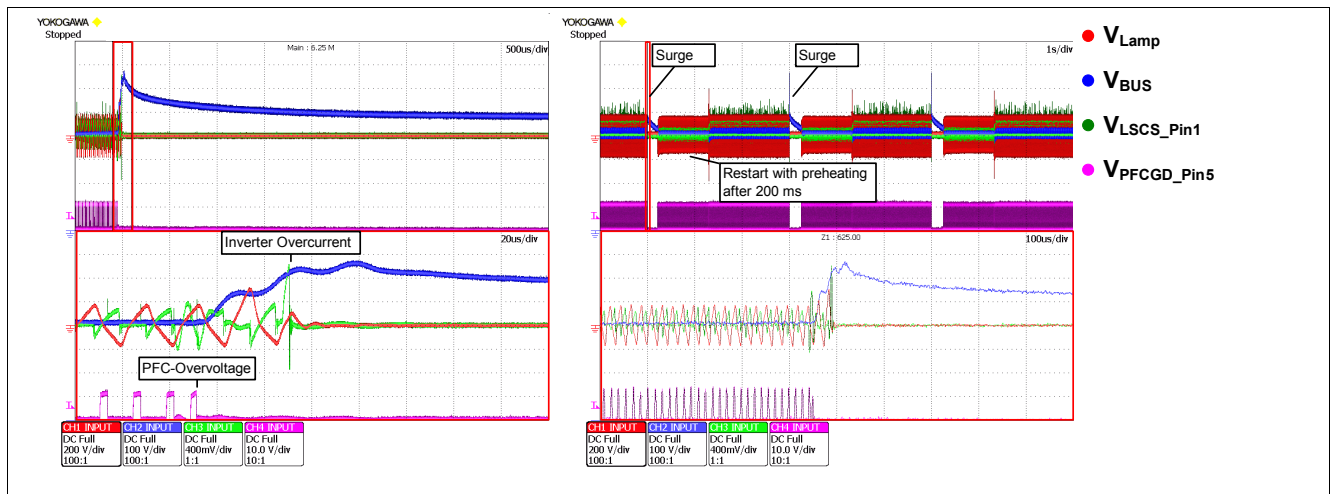 YOKOGAWA
Stopped
Main : 6.25 M
500us/div
Inverter Overcurrent
20us/div
PFC-Overvoltage
CH1 INPUT
DC Full
200 V/div
100:1
CH2 INPUT
DC Full
100 V/div
100:1
CH3 INPUT
DC Full
400mV/div
1:1
CH4 INPUT
DC Full
10.0 V/div
10:1
YOKOGAWA
Stopped
1s/div
Surge
Surge
Restart with preheating
after 200 ms
Z1 : 625.00
100us/div
CH1 INPUT
DC Full
200 V/div
100:1
CH2 INPUT
DC Full
100 V/div
100:1
CH3 INPUT
DC Full
400mV/div
1:1
CH4 INPUT
DC Full
10.0 V/div
10:1
VLamp
VBUS
VLSCS_Pin1
VPFCGD_Pin5